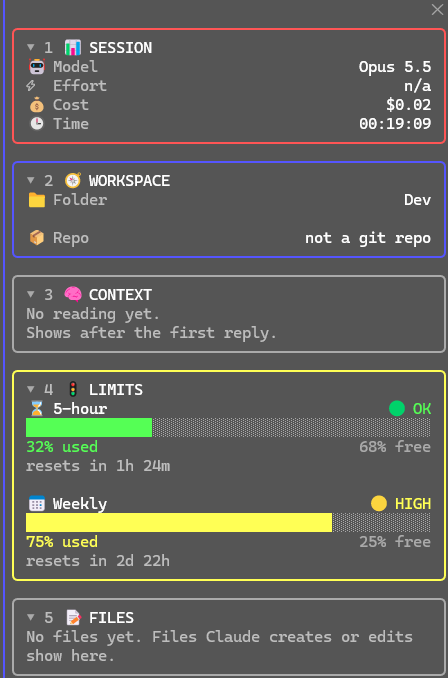 1 SESSION
Model Opus 5.5
Effort n/a
Cost $0.02
Time 00:19:09
2 WORKSPACE
Folder Dev
Repo not a git repo
3 CONTEXT
No reading yet.
Shows after the first reply.
4 LIMITS
5-hour OK
32% used 68% free
resets in 1h 24m
Weekly HIGH
75% used 25% free
resets in 2d 22h
5 FILES
No files yet. Files Claude creates or edits
show here.